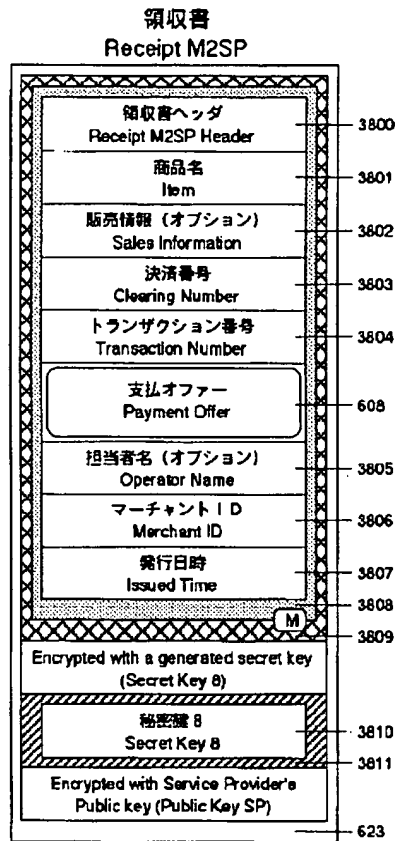 領収書
Receipt M2SP
領収書ヘッダ
Receipt M2SP Header
3800
商品名
Item
3801
販売情報（オプション）
Sales Information
3802
決済番号
Clearing Number
3803
トランザクション番号
Transaction Number
3804
支払オファー
Payment Offer
608
担当者名（オプション）
Operator Name
3805
マーチャントＩＤ
Merchant ID
3806
発行日時
Issued Time
3807
3808
M
3809
Encrypted with a generated secret key
(Secret Key 8)
秘密鍵 8
Secret Key 8
3810
3811
Encrypted with Service Provider's
Public key (Public Key SP)
623